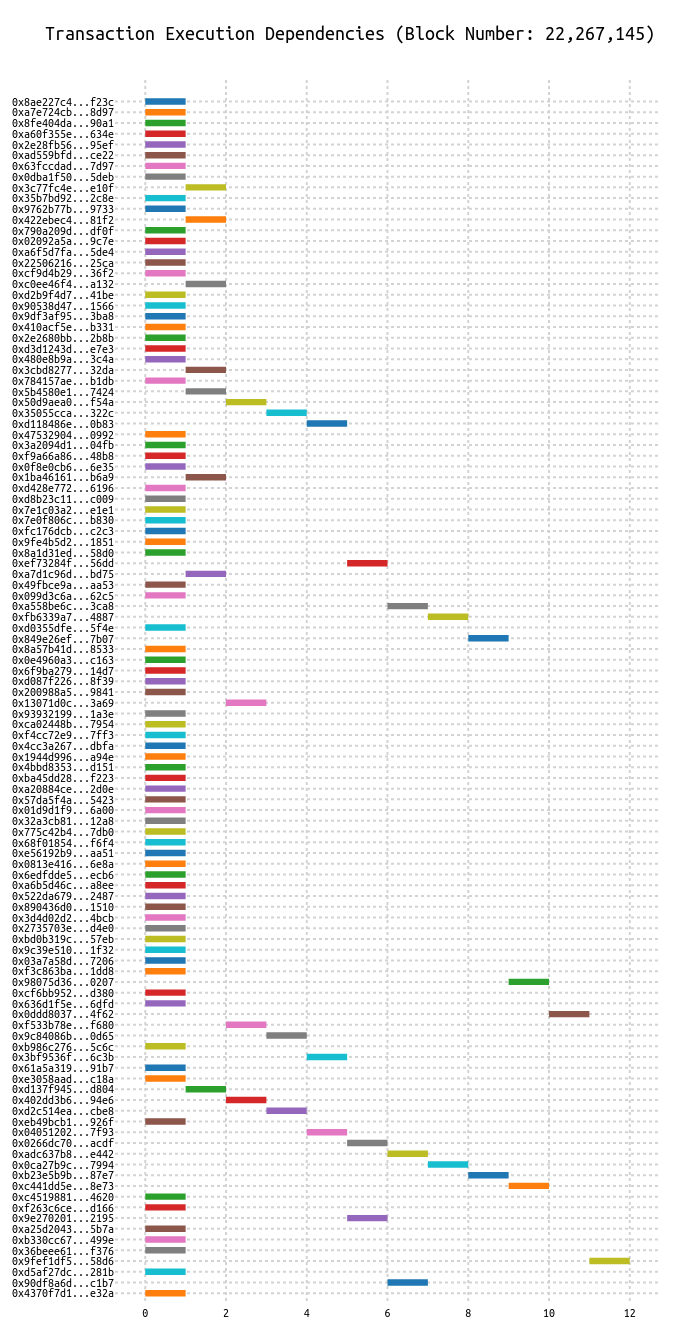 Transaction Execution Dependencies (Block Number: 22,267,145)
0x8ae227c4...f23c
0xa7e724cb...8d97
0x8fe404da...90a1
0xa60f355e...634e
0x2e28fb56...95ef
0xad559bfd...ce22
0x63fccdad...7d97
0x0dba1f50...5deb
0x3c77fc4e...e10f
0x35b7bd92...2c8e
0x9762b77b...9733
0x422ebec4...81f2
0x790a209d...df0f
0x02092a5a...9c7e
0xa6f5d7fa...5de4
0x22506216...25ca
0xcf9d4b29...36f2
0xc0ee46f4...a132
0xd2b9f4d7...41be
0x90538d47...1566
0x9df3af95...3ba8
0x410acf5e...b331
0x2e2680bb...2b8b
0xd3d1243d...e7e3
0x480e8b9a...3c4a
0x3cbd8277...32da
0x784157ae...b1db
0x5b4580e1...7424
0x50d9aea0...f54a
0x35055cca...322c
0xd118486e...0b83
0x47532904...0992
0x3a2094d1...04fb
0xf9a66a86...48b8
0x0f8e0cb6...6e35
0x1ba46161...b6a9
0xd428e772...6196
0xd8b23c11...c009
0x7e1c03a2...e1e1
0x7e0f806c...b830
0xfc176dcb...c2c3
0x9fe4b5d2...1851
0x8a1d31ed...58d0
0xef73284f...56dd
0xa7d1c96d...bd75
0x49fbce9a...aa53
0x099d3c6a...62c5
0xa558be6c...3ca8
0xfb6339a7...4887
0xd0355dfe...5f4e
0x849e26ef...7b07
0x8a57b41d...8533
0x0e4960a3...c163
0x6f9ba279...14d7
0xd087f226...8f39
0x200988a5...9841
0x13071d0c...3a69
0x93932199...1a3e
0xca02448b...7954
0xf4cc72e9...7ff3
0x4cc3a267...dbfa
0x1944d996...a94e
0x4bbd8353...d151
0xba45dd28...f223
0xa20884ce...2d0e
0x57da5f4a...5423
0x01d9d1f9...6a00
0x32a3cb81...12a8
0x775c42b4...7db0
0x68f01854...f6f4
0xe56192b9...aa51
0x0813e416...6e8a
0x6edfdde5...ecb6
0xa6b5d46c...a8ee
0x522da679...2487
0x890436d0...1510
0x3d4d02d2...4bcb
0x2735703e...d4e0
0xbd0b319c...57eb
0x9c39e510...1f32
0x03a7a58d...7206
0xf3c863ba...1dd8
0x98075d36...0207
0xcf6bb952...d380
0x636d1f5e...6dfd
0x0ddd8037...4f62
0xf533b78e...f680
0x9c84086b...0d65
0xb986c276...5c6c
0x3bf9536f...6c3b
0x61a5a319...91b7
0xe3058aad...c18a
0xd137f945...d804
0x402dd3b6...94e6
0xd2c514ea...cbe8
0xeb49bcb1...926f
0x04051202...7f93
0x0266dc70...acdf
0xadc637b8...e442
0x0ca27b9c...7994
0xb23e5b9b...87e7
0xc441dd5e...8e73
0xc4519881...4620
0xf263c6ce...d166
0x9e270201...2195
0xa25d2043...5b7a
0xb330cc67...499e
0x36beee61...f376
0x9fef1df5...58d6
0xd5af27dc...281b
0x90df8a6d...c1b7
0x4370f7d1...e32a
0 2 4 6 8 10 12